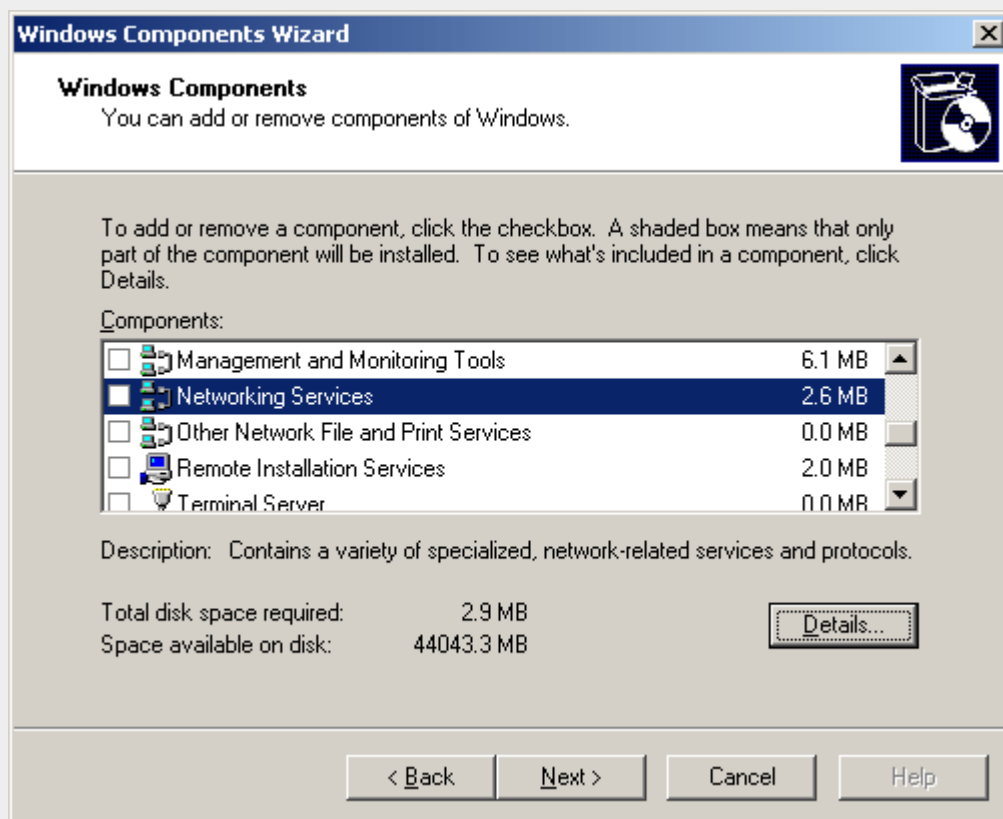 Windows Components Wizard
Windows Components
You can add or remove components of Windows.
To add or remove a component, click the checkbox. A shaded box means that only
part of the component will be installed. To see what's included in a component, click
Details.
Components:
Management and Monitoring Tools 6.1 MB
Networking Services 2.6 MB
Other Network File and Print Services 0.0 MB
Remote Installation Services 2.0 MB
Terminal Server 0.0 MB
Description: Contains a variety of specialized, network-related services and protocols.
Total disk space required: 2.9 MB
Space available on disk: 44043.3 MB
Details...
< Back Next > Cancel Help